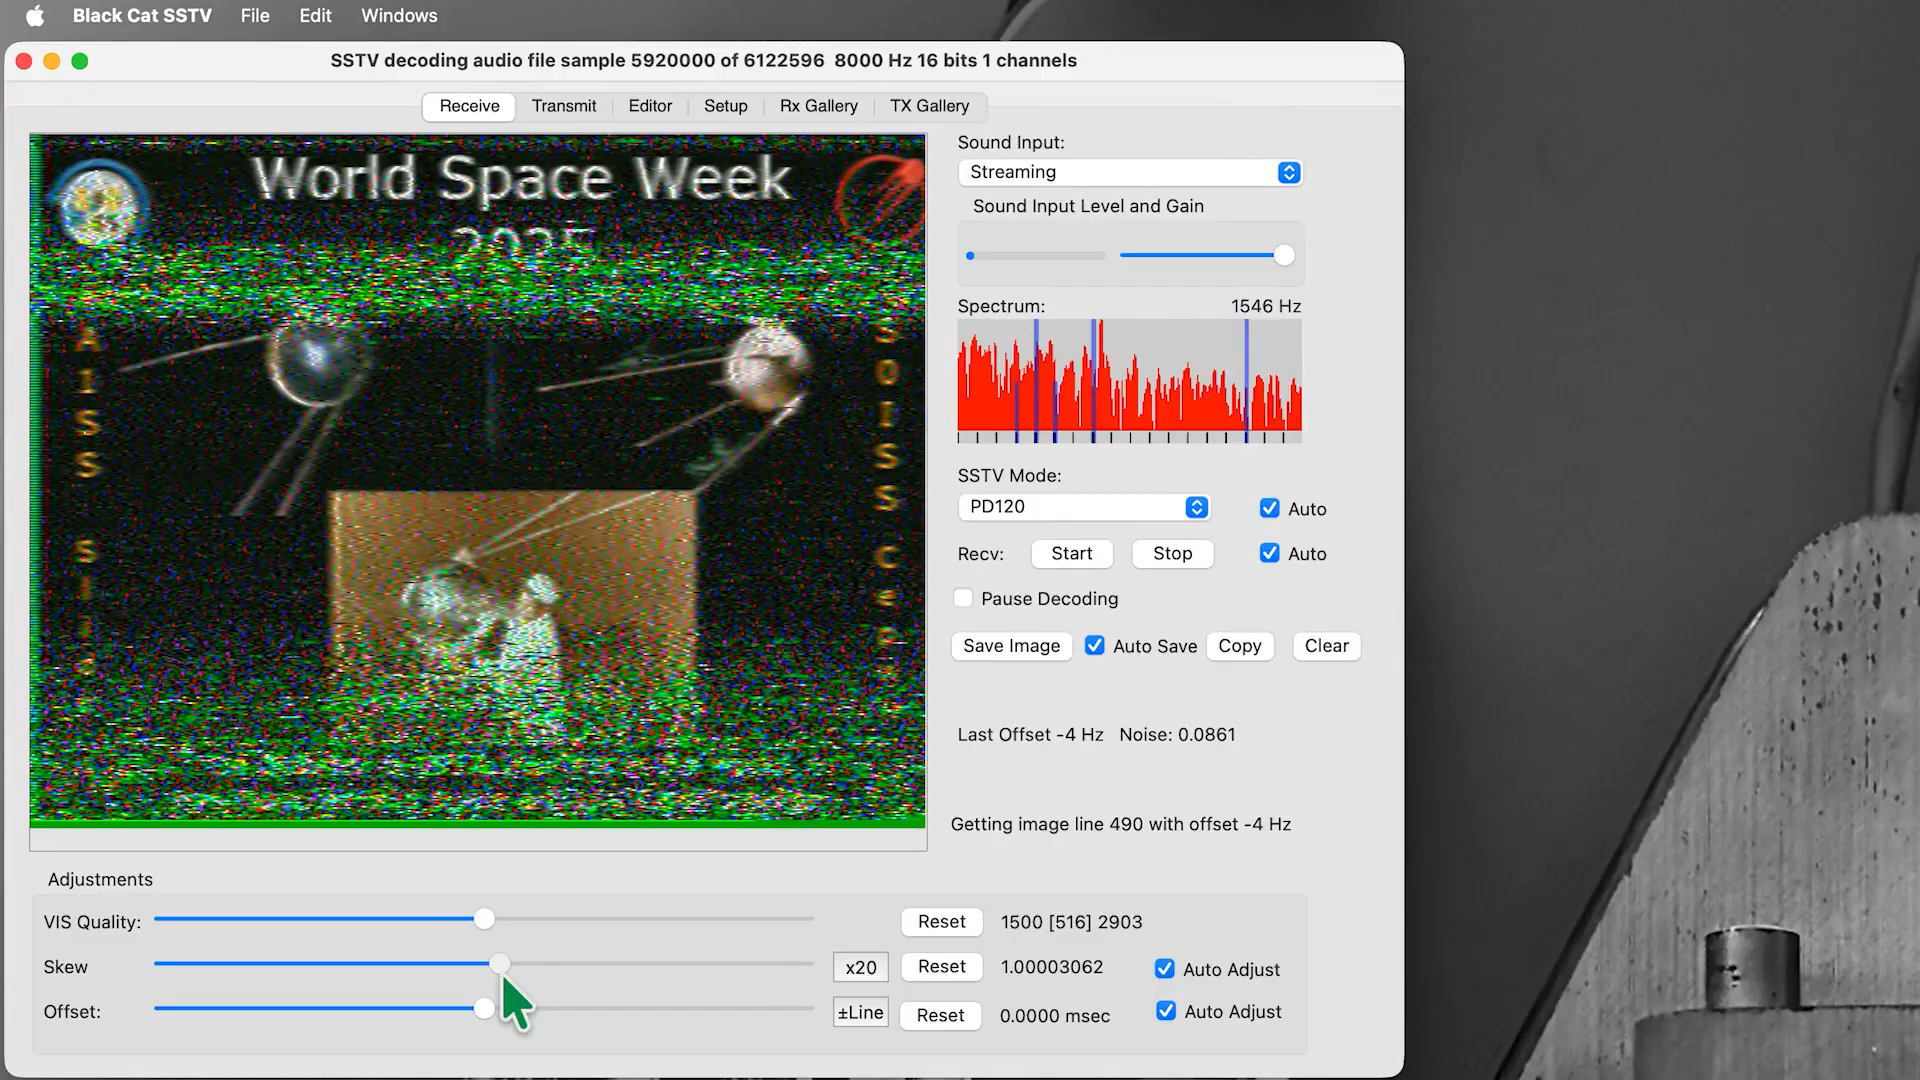 Black Cat SSTV File Edit Windows
SSTV decoding audio file sample 5920000 of 6122596 8000 Hz 16 bits 1 channels
Receive Transmit Editor Setup Rx Gallery TX Gallery
World Space Week
2025
Sound Input:
Streaming
Sound Input Level and Gain
Spectrum: 1546 Hz
SSTV Mode:
PD120 Auto
Recv: Start Stop Auto
Pause Decoding
Save Image Auto Save Copy Clear
Last Offset -4 Hz Noise: 0.0861
Getting image line 490 with offset -4 Hz
Adjustments
VIS Quality: Reset 1500 [516] 2903
Skew x20 Reset 1.00003062 Auto Adjust
Offset: ±Line Reset 0.0000 msec Auto Adjust